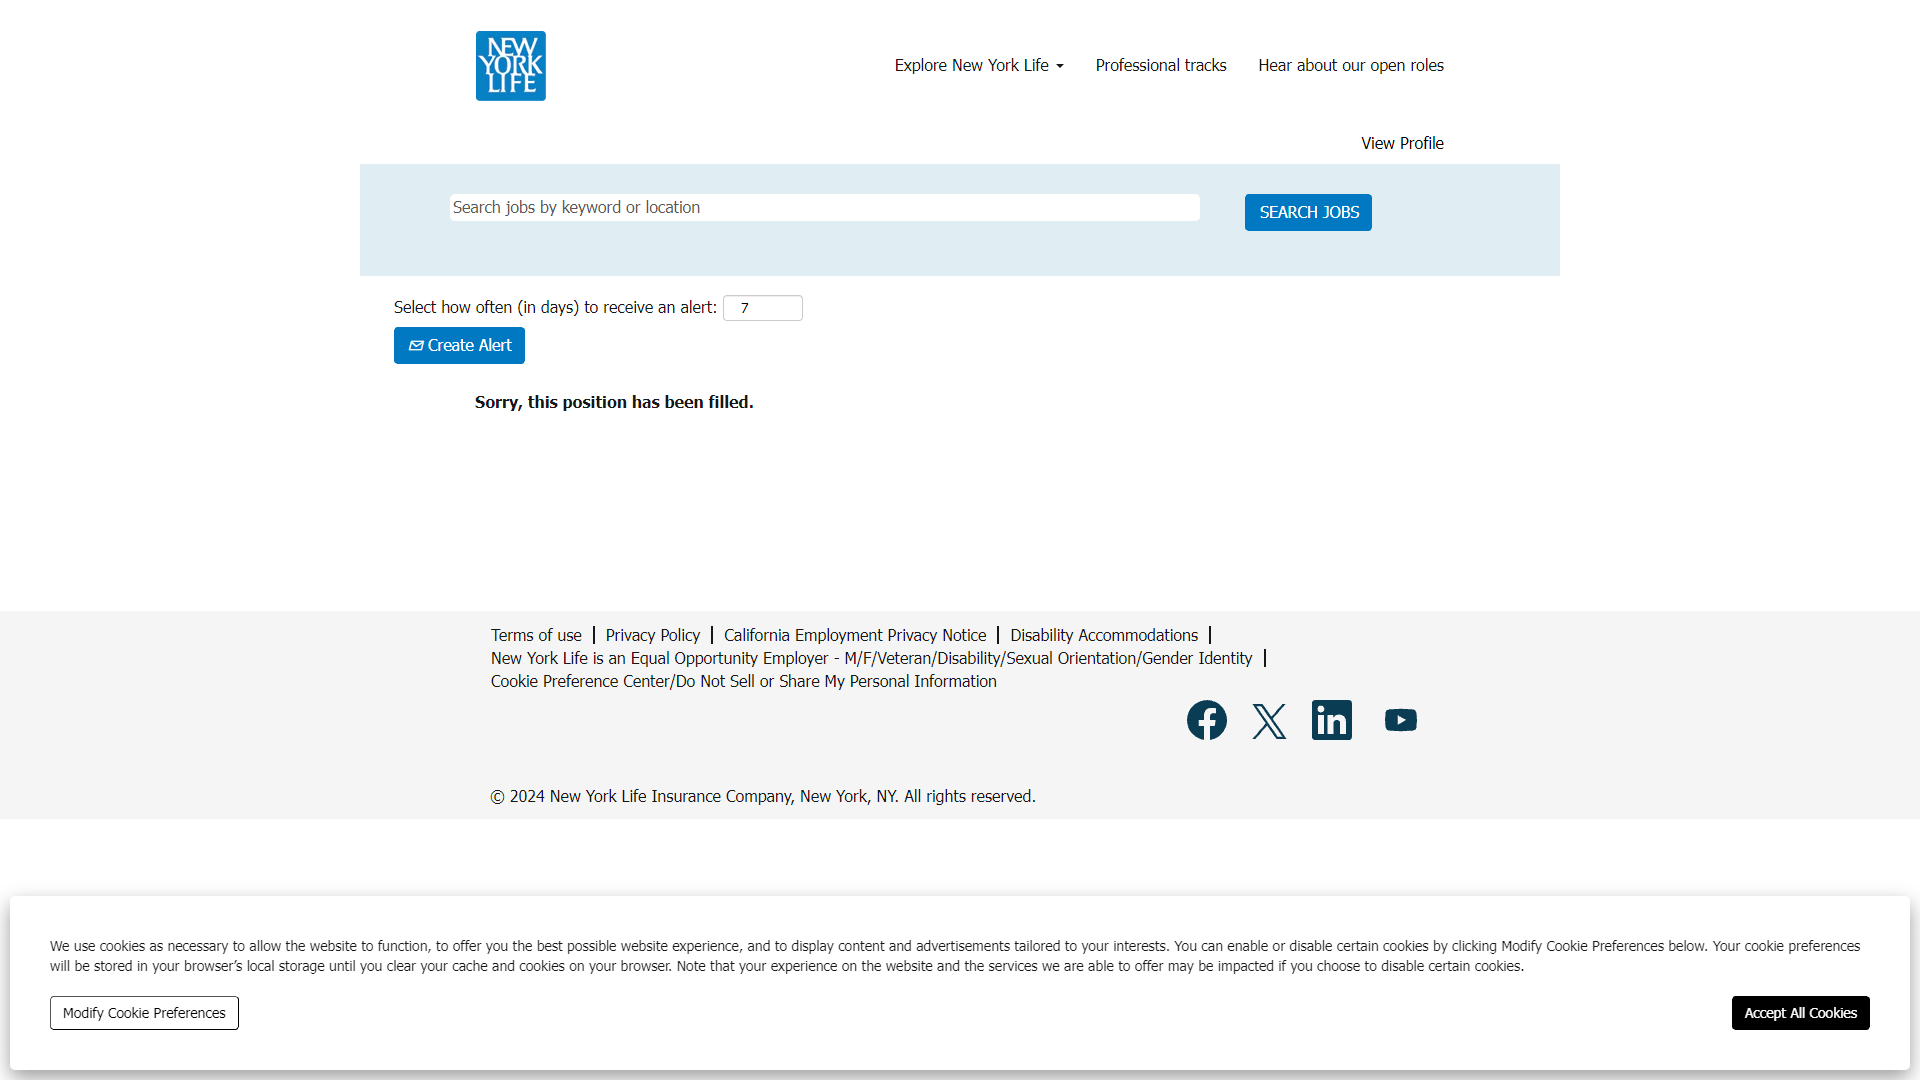 NEW
YORK
LIFE
Explore New York Life
Professional tracks
Hear about our open roles
View Profile
Search jobs by keyword or location
SEARCH JOBS
Select how often (in days) to receive an alert: 7
Create Alert
Sorry, this position has been filled.
Terms of use | Privacy Policy | California Employment Privacy Notice | Disability Accommodations |
New York Life is an Equal Opportunity Employer - M/F/Veteran/Disability/Sexual Orientation/Gender Identity |
Cookie Preference Center/Do Not Sell or Share My Personal Information
© 2024 New York Life Insurance Company, New York, NY. All rights reserved.
We use cookies as necessary to allow the website to function, to offer you the best possible website experience, and to display content and advertisements tailored to your interests. You can enable or disable certain cookies by clicking Modify Cookie Preferences below. Your cookie preferences
will be stored in your browser’s local storage until you clear your cache and cookies on your browser. Note that your experience on the website and the services we are able to offer may be impacted if you choose to disable certain cookies.
Modify Cookie Preferences
Accept All Cookies